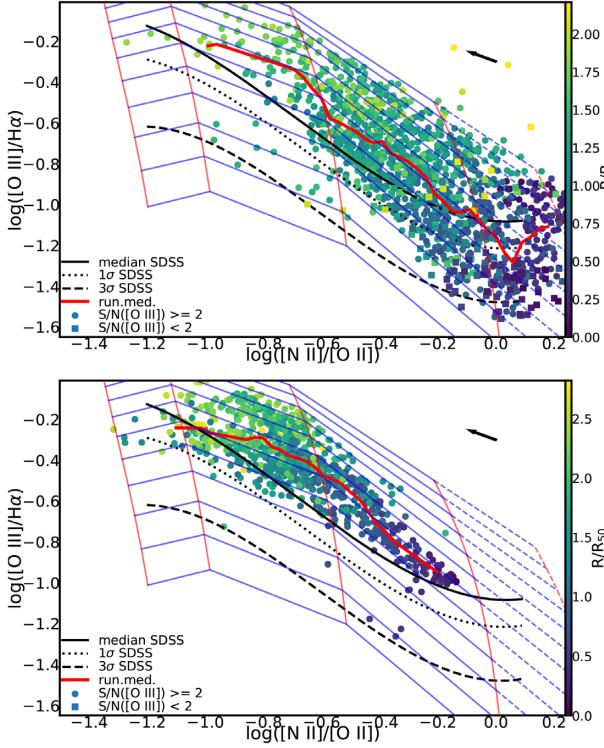 −0.2
−0.4
−0.6
−0.8
−1.0
−1.2
−1.4
−1.6
log([O III]/Hα)
median SDSS
1σ SDSS
3σ SDSS
run.med.
S/N([O III]) >= 2
S/N([O III]) < 2
−1.4 −1.2 −1.0 −0.8 −0.6 −0.4 −0.2 0.0 0.2
log([N II]/[O II])
2.00
1.75
1.50
1.25
1.00
0.75
0.50
0.25
0.00
−0.2
−0.4
−0.6
−0.8
−1.0
−1.2
−1.4
−1.6
log([O III]/Hα)
median SDSS
1σ SDSS
3σ SDSS
run.med.
S/N([O III]) >= 2
S/N([O III]) < 2
−1.4 −1.2 −1.0 −0.8 −0.6 −0.4 −0.2 0.0 0.2
log([N II]/[O II])
2.5
2.0
1.5
1.0
0.5
0.0
R/R50